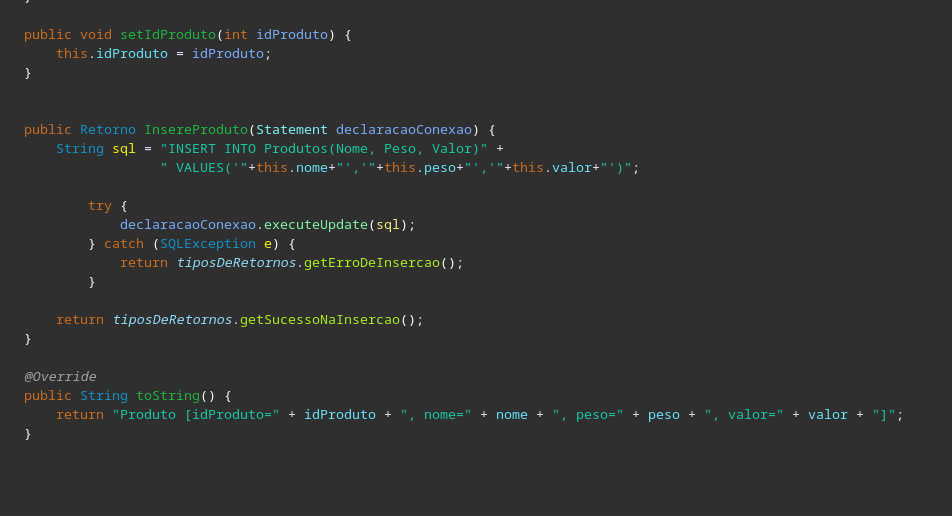 }
public void setIdProduto(int idProduto) {
this.idProduto = idProduto;
}
public Retorno InsereProduto(Statement declaracaoConexao) {
String sql = "INSERT INTO Produtos(Nome, Peso, Valor)" +
" VALUES('"+this.nome+"','"+this.peso+"','"+this.valor+"')";
try {
declaracaoConexao.executeUpdate(sql);
} catch (SQLException e) {
return tiposDeRetornos.getErroDeInsercao();
}
return tiposDeRetornos.getSucessoNaInsercao();
}
@Override
public String toString() {
return "Produto [idProduto=" + idProduto + ", nome=" + nome + ", peso=" + peso + ", valor=" + valor + "]";
}